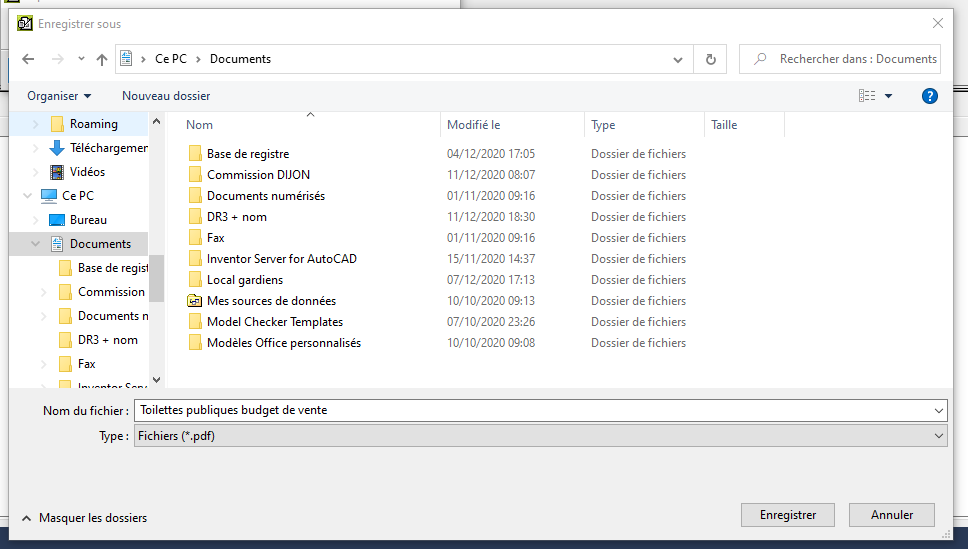 Enregistrer sous
Ce PC > Documents
Rechercher dans : Documents
Organiser
Nouveau dossier
Nom
Modifié le
Type
Taille
Roaming
Téléchargemer
Vidéos
Ce PC
Bureau
Documents
Base de regist
Commission
Documents n
DR3 + nom
Fax
Inventor Serv
Base de registre 04/12/2020 17:05 Dossier de fichiers
Commission DIJON 11/12/2020 08:07 Dossier de fichiers
Documents numérisés 01/11/2020 09:16 Dossier de fichiers
DR3 + nom 11/12/2020 18:30 Dossier de fichiers
Fax 01/11/2020 09:16 Dossier de fichiers
Inventor Server for AutoCAD 15/11/2020 14:37 Dossier de fichiers
Local gardiens 07/12/2020 17:13 Dossier de fichiers
Mes sources de données 10/10/2020 09:13 Dossier de fichiers
Model Checker Templates 07/10/2020 23:26 Dossier de fichiers
Modèles Office personnalisés 10/10/2020 09:08 Dossier de fichiers
Nom du fichier : Toilettes publiques budget de vente
Type : Fichiers (*.pdf)
Masquer les dossiers
Enregistrer
Annuler